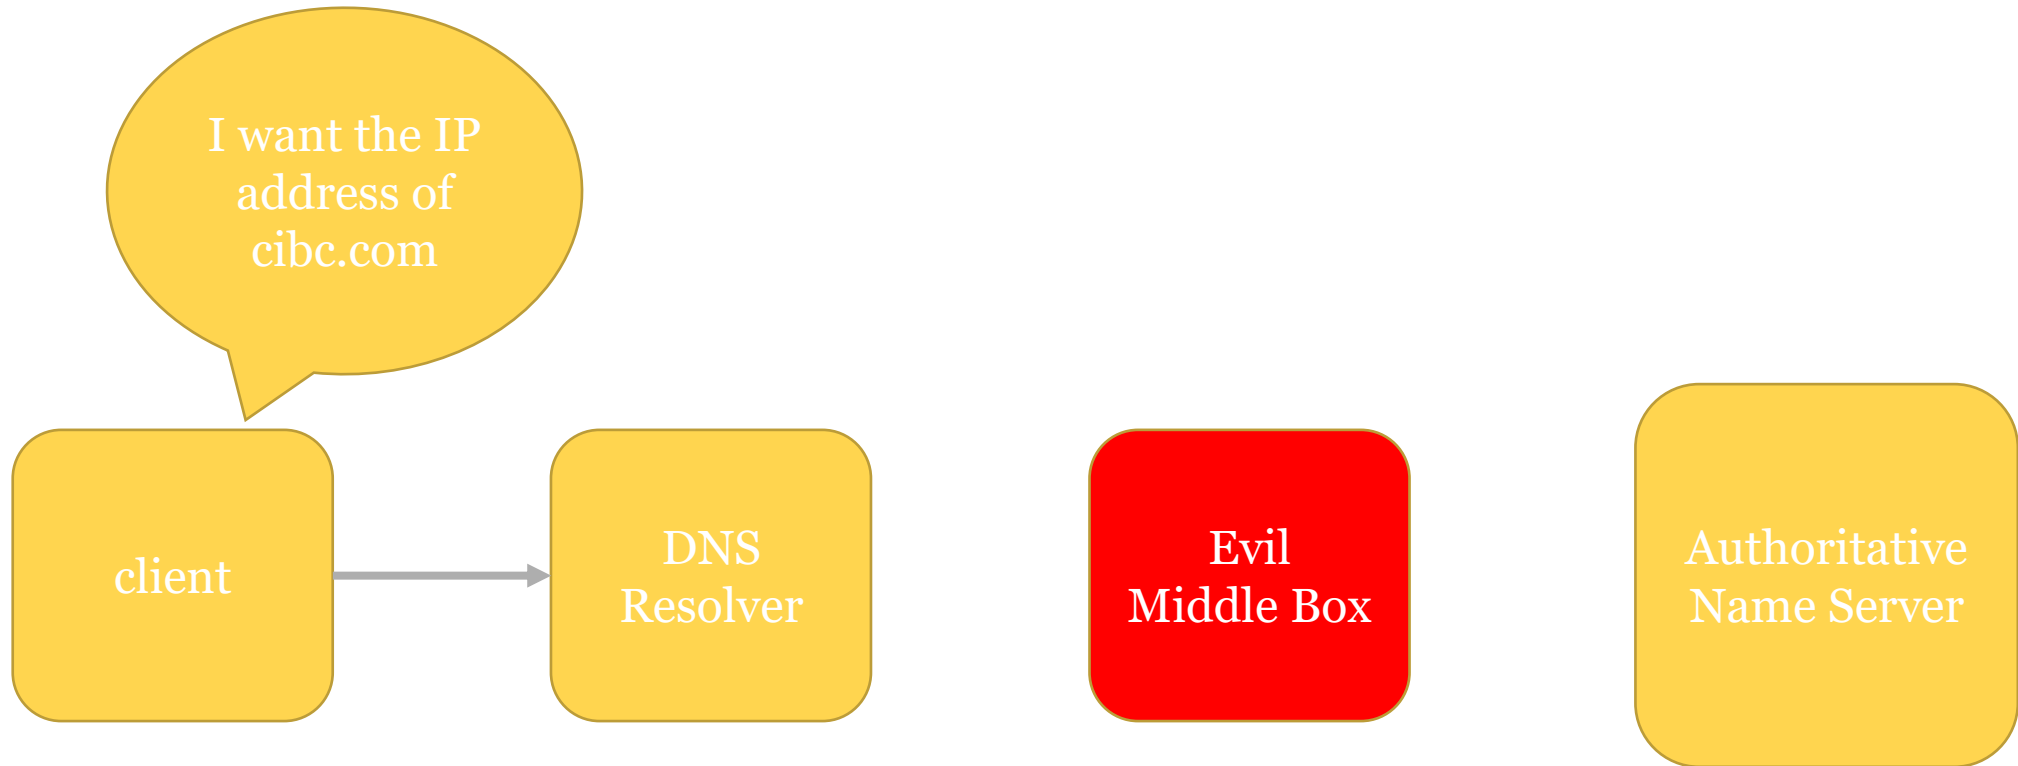 I want the IP
address of
cibc.com
client
DNS
Resolver
Evil
Middle Box
Authoritative
Name Server